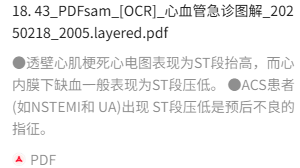 18. 43_PDFsam_[OCR]_心血管急诊图解_202
50218_2005.layered.pdf
●透壁心肌梗死心电图表现为ST段抬高，而心
内膜下缺血一般表现为ST段压低。 ●ACS患者
(如NSTEMI和 UA)出现 ST段压低是预后不良的
指征。
PDF